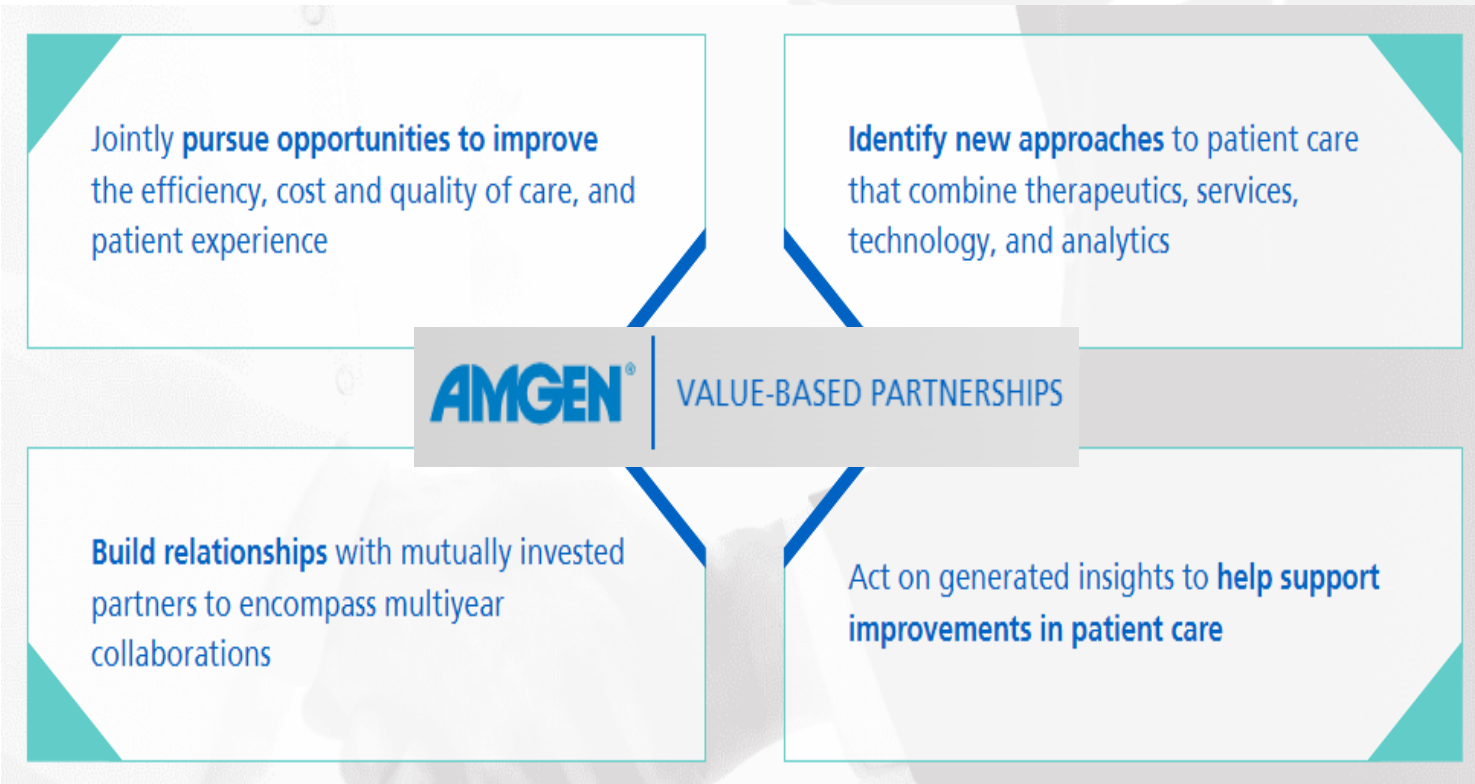 Jointly pursue opportunities to improve
the efficiency, cost and quality of care, and
patient experience
Identify new approaches to patient care
that combine therapeutics, services,
technology, and analytics
AMGEN® VALUE-BASED PARTNERSHIPS
Build relationships with mutually invested
partners to encompass multiyear
collaborations
Act on generated insights to help support
improvements in patient care